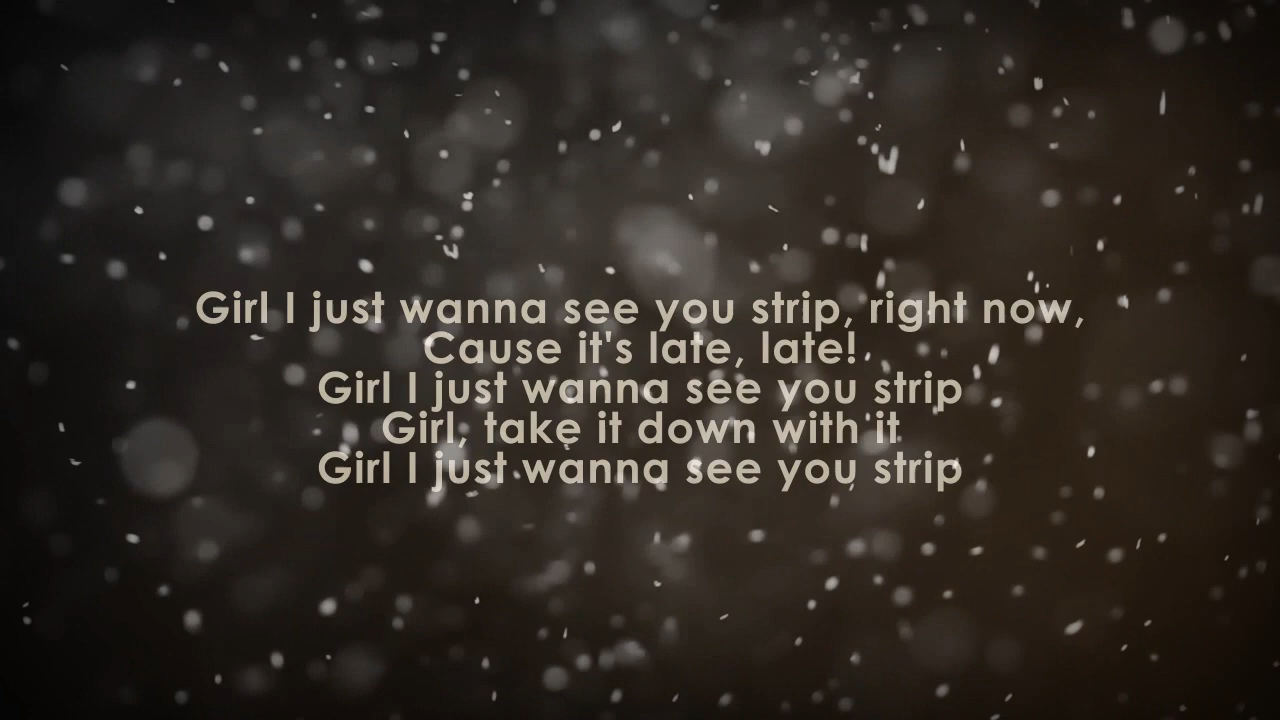 Girl I just wanna see you strip, right now,
Cause it's late, late!
Girl I just wanna see you strip
Girl, take it down with it
Girl I just wanna see you strip